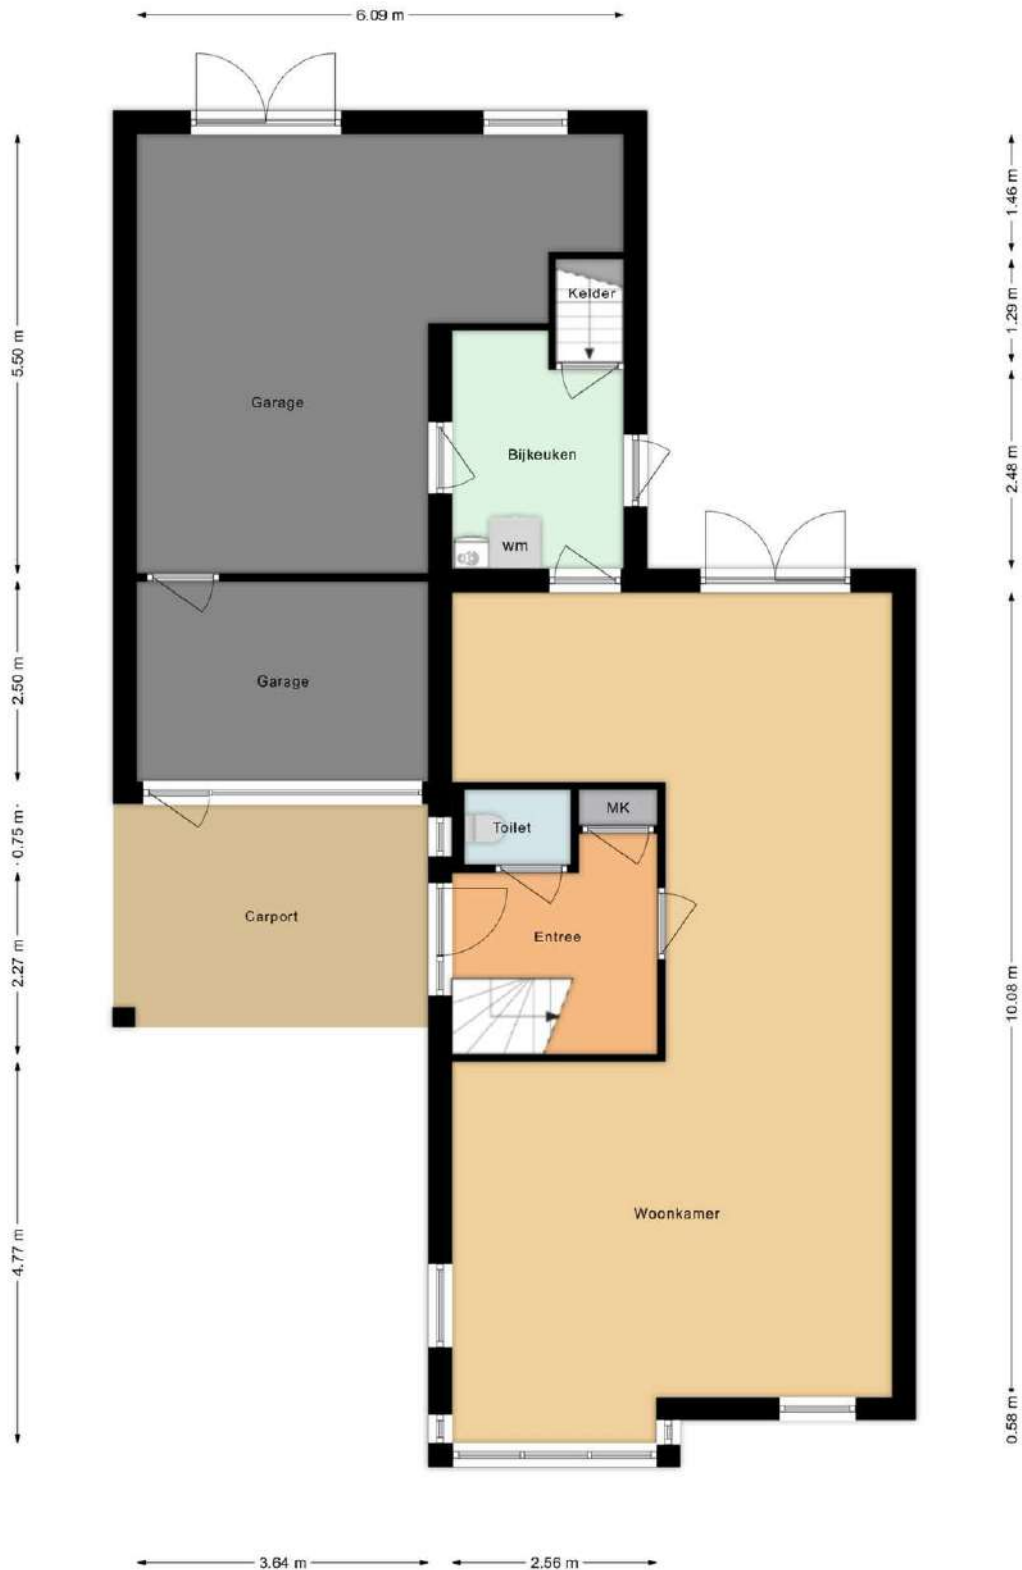 6.09 m
1.46 m
Kelder
1.29 m
5.50 m
Garage
Bijkeuken
2.48 m
wm
Garage
2.50 m
MK
Toilet
0.75 m
Carport
Entree
2.27 m
10.08 m
Woonkamer
4.77 m
0.58 m
3.64 m
2.56 m